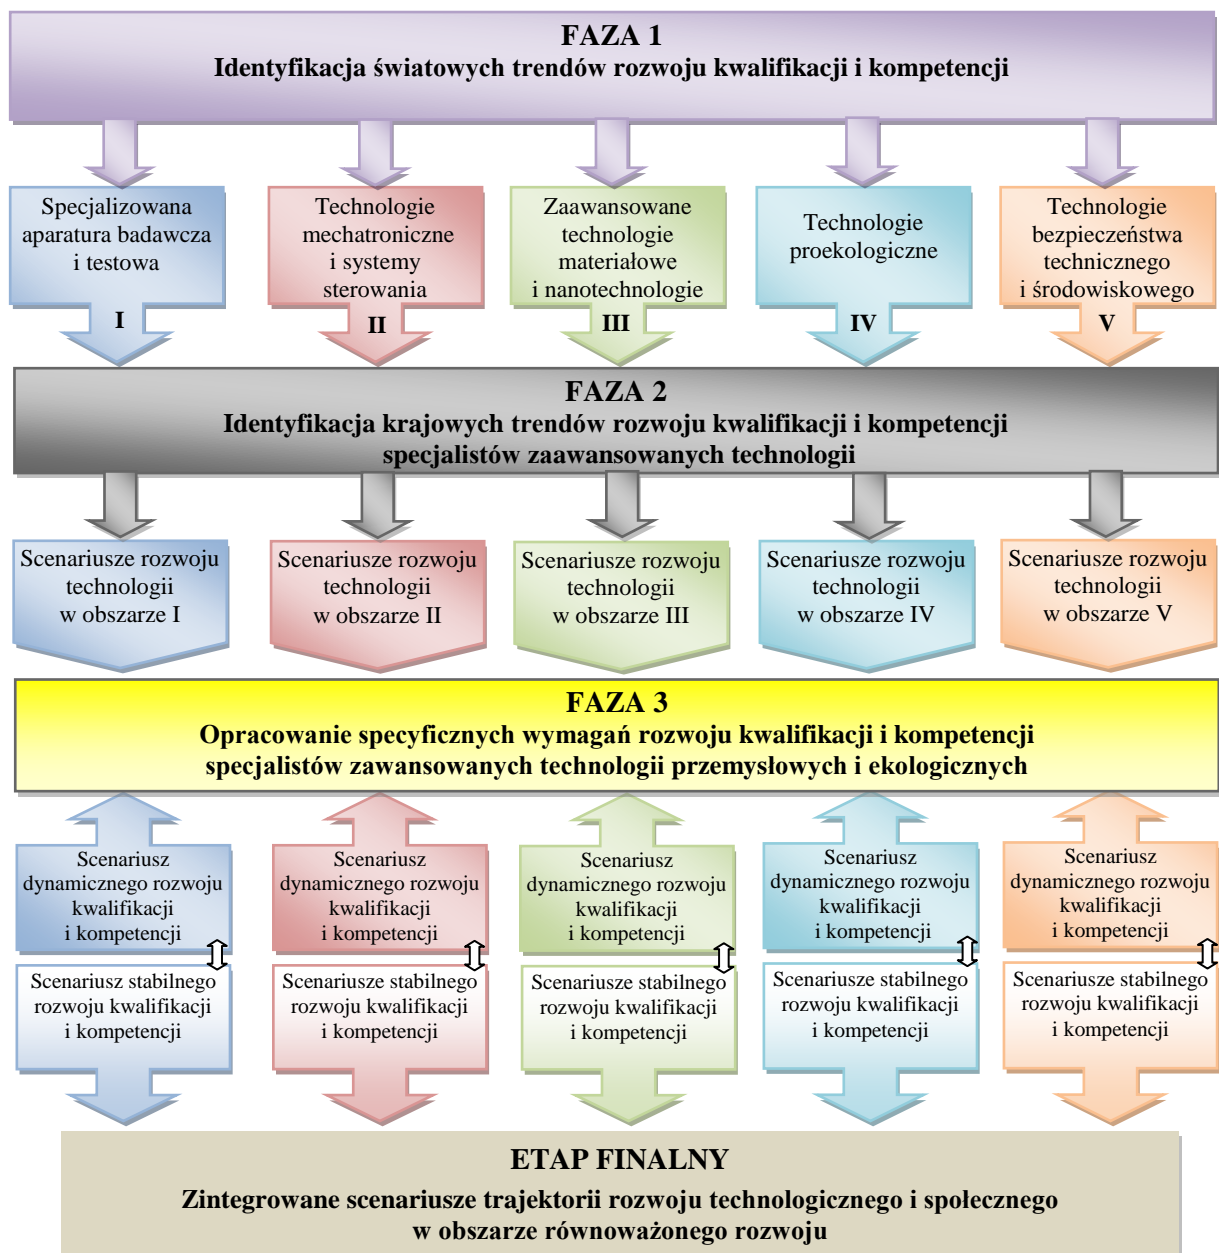 FAZA 1
Identyfikacja światowych trendów rozwoju kwalifikacji i kompetencji
Specjalizowana
aparatura badawcza
i testowa
I
Technologie
mechatroniczne
i systemy
sterowania
II
Zaawansowane
technologie
materiałowe
i nanotechnologie
III
Technologie
proekologiczne
IV
Technologie
bezpieczeństwa
technicznego
i środowiskowego
V
FAZA 2
Identyfikacja krajowych trendów rozwoju kwalifikacji i kompetencji
specjalistów zaawansowanych technologii
Scenariusze rozwoju
technologii
w obszarze I
Scenariusze rozwoju
technologii
w obszarze II
Scenariusze rozwoju
technologii
w obszarze III
Scenariusze rozwoju
technologii
w obszarze IV
Scenariusze rozwoju
technologii
w obszarze V
FAZA 3
Opracowanie specyficznych wymagań rozwoju kwalifikacji i kompetencji
specjalistów zawansowanych technologii przemysłowych i ekologicznych
Scenariusz
dynamicznego rozwoju
kwalifikacji
i kompetencji
Scenariusz
dynamicznego rozwoju
kwalifikacji
i kompetencji
Scenariusz
dynamicznego rozwoju
kwalifikacji
i kompetencji
Scenariusz
dynamicznego rozwoju
kwalifikacji
i kompetencji
Scenariusz
dynamicznego rozwoju
kwalifikacji
i kompetencji
Scenariusz stabilnego
rozwoju kwalifikacji
i kompetencji
Scenariusze stabilnego
rozwoju kwalifikacji
i kompetencji
Scenariusze stabilnego
rozwoju kwalifikacji
i kompetencji
Scenariusze stabilnego
rozwoju kwalifikacji
i kompetencji
Scenariusze stabilnego
rozwoju kwalifikacji
i kompetencji
ETAP FINALNY
Zintegrowane scenariusze trajektorii rozwoju technologicznego i społecznego
w obszarze równoważonego rozwoju